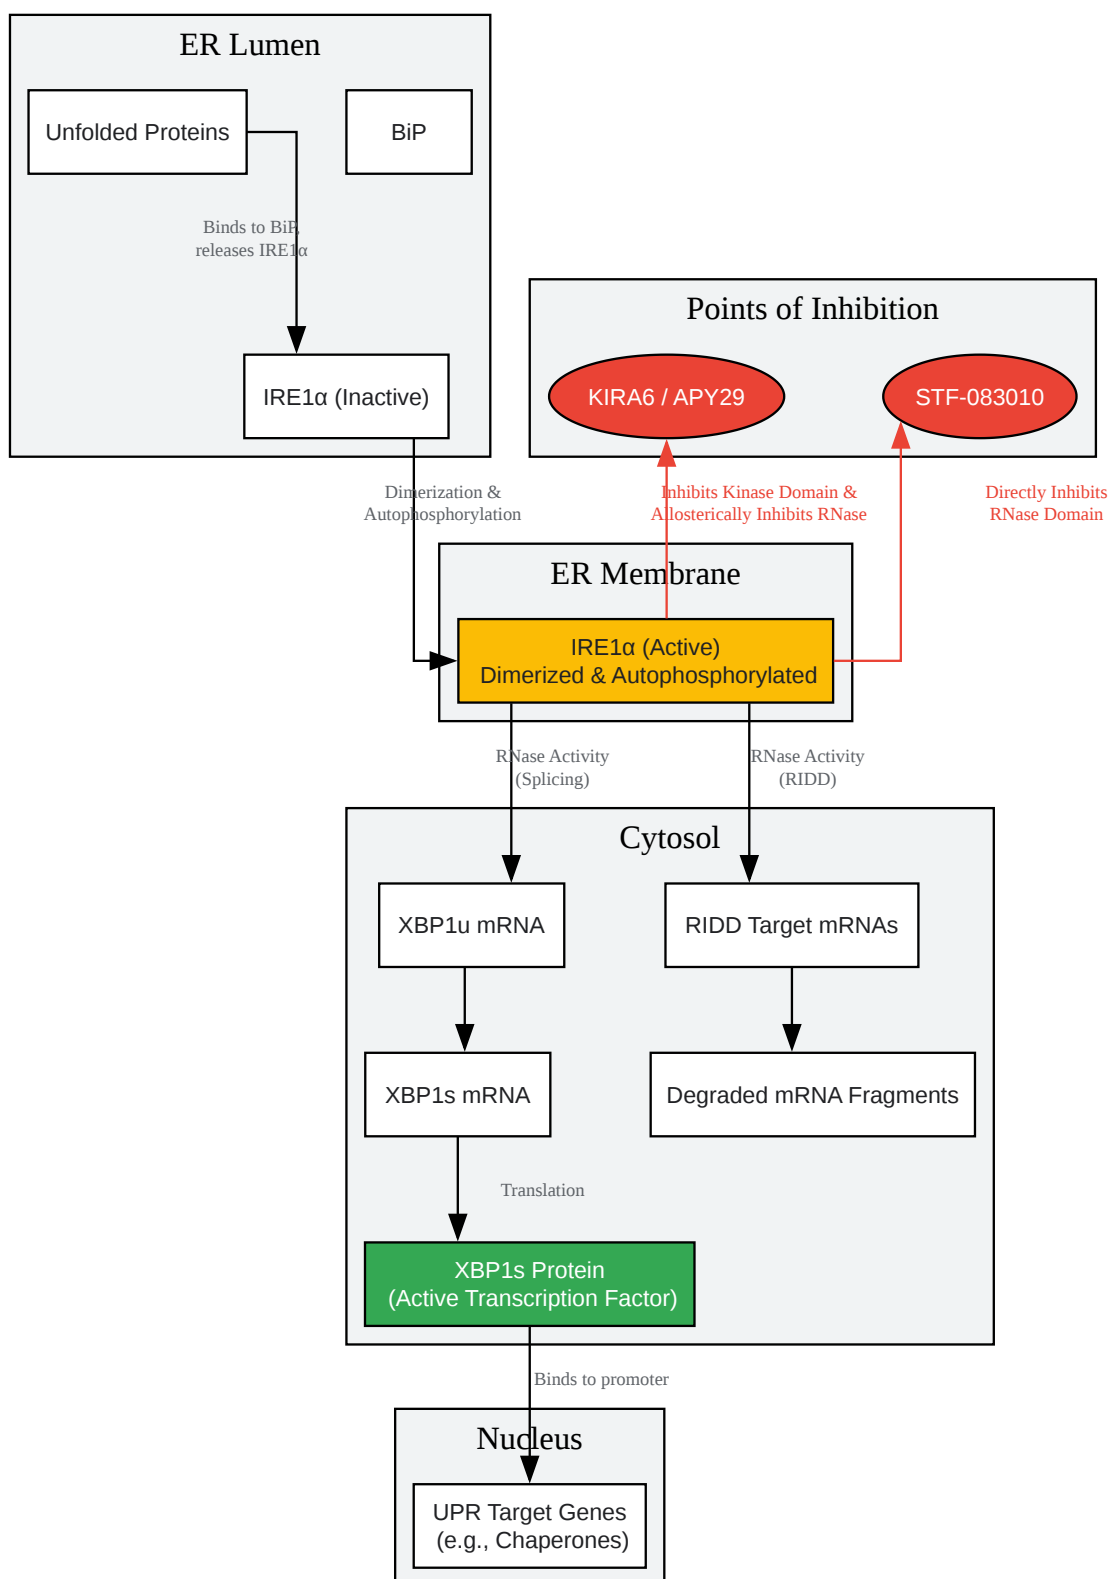 ER Lumen
Unfolded Proteins
BiP
Binds to BiP,
releases IRE1α
IRE1α (Inactive)
Points of Inhibition
KIRA6 / APY29
STF-083010
Dimerization &
Autophosphorylation
Inhibits Kinase Domain &
Allosterically Inhibits RNase
Directly Inhibits
RNase Domain
ER Membrane
IRE1α (Active)
Dimerized & Autophosphorylated
RNase Activity
(Splicing)
RNase Activity
(RIDD)
Cytosol
XBP1u mRNA
RIDD Target mRNAs
XBP1s mRNA
Degraded mRNA Fragments
Translation
XBP1s Protein
(Active Transcription Factor)
Binds to promoter
Nucleus
UPR Target Genes
(e.g., Chaperones)